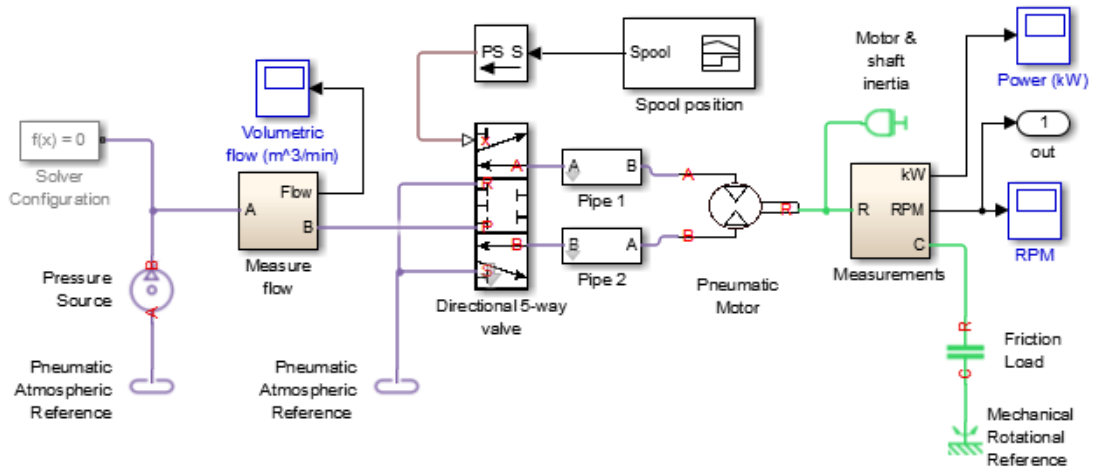 Motor &
shaft
inertia
Power (kW)
PS S
Spool
Spool position
Volumetric
flow (m^3/min)
f(x) = 0
Solver
Configuration
1
out
X
A
R
P
B
S
Directional 5-way
valve
A B
Pipe 1
B A
Pipe 2
A
B
R
Pneumatic
Motor
Flow
A
B
Measure
flow
kW
R RPM
C
Measurements
RPM
B
A
Pressure
Source
Pneumatic
Atmospheric
Reference
Pneumatic
Atmospheric
Reference
R
C
Friction
Load
Mechanical
Rotational
Reference